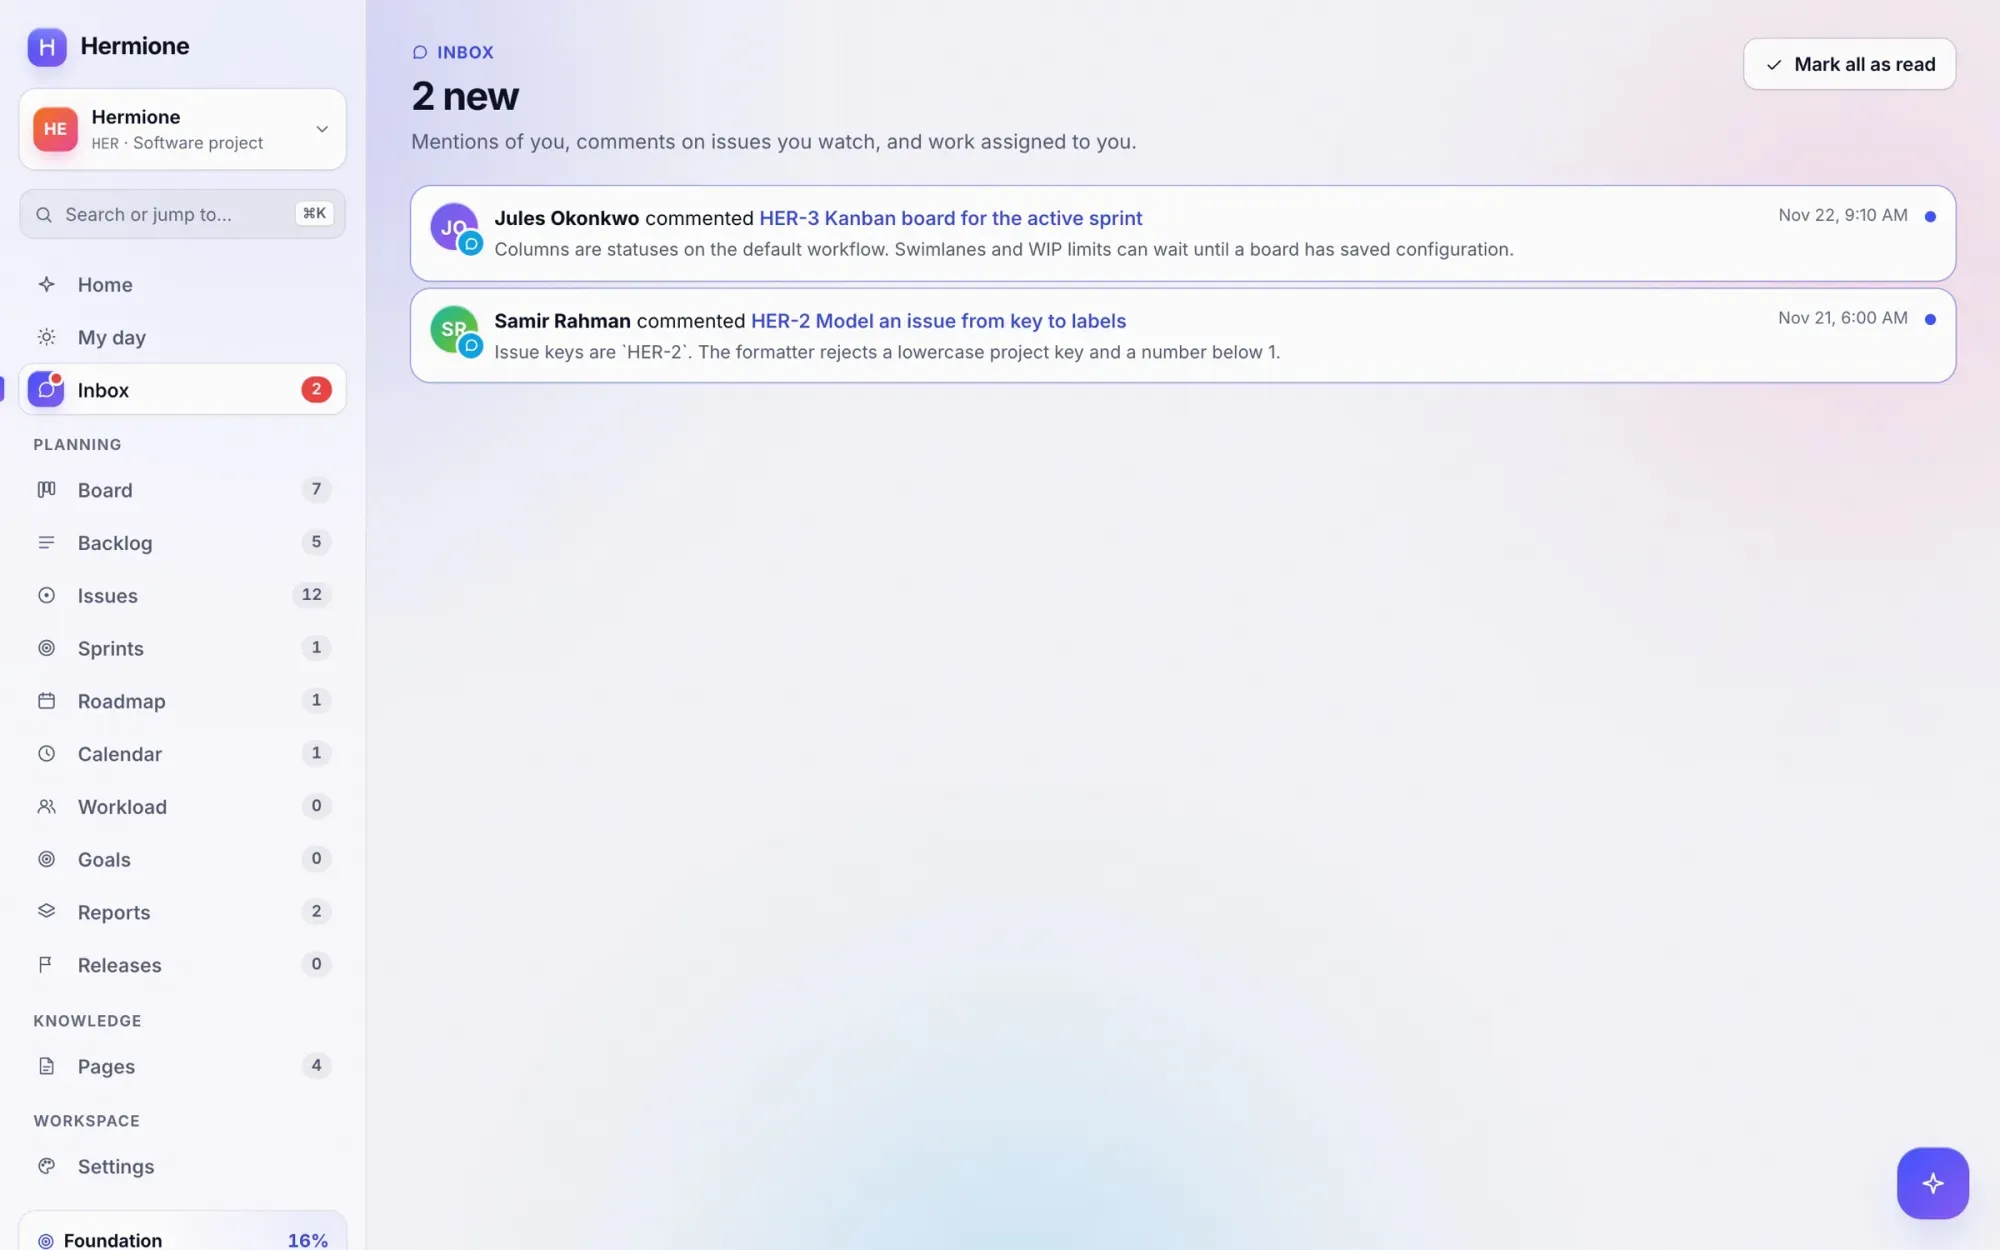 H Hermione
HE Hermione
HER · Software project
Search or jump to... ⌘K
Home
My day
Inbox 2
PLANNING
Board 7
Backlog 5
Issues 12
Sprints 1
Roadmap 1
Calendar 1
Workload 0
Goals 0
Reports 2
Releases 0
KNOWLEDGE
Pages 4
WORKSPACE
Settings
Foundation 16%
INBOX
2 new
Mentions of you, comments on issues you watch, and work assigned to you.
Mark all as read
JO Jules Okonkwo commented HER-3 Kanban board for the active sprint Nov 22, 9:10 AM
Columns are statuses on the default workflow. Swimlanes and WIP limits can wait until a board has saved configuration.
SR Samir Rahman commented HER-2 Model an issue from key to labels Nov 21, 6:00 AM
Issue keys are `HER-2`. The formatter rejects a lowercase project key and a number below 1.